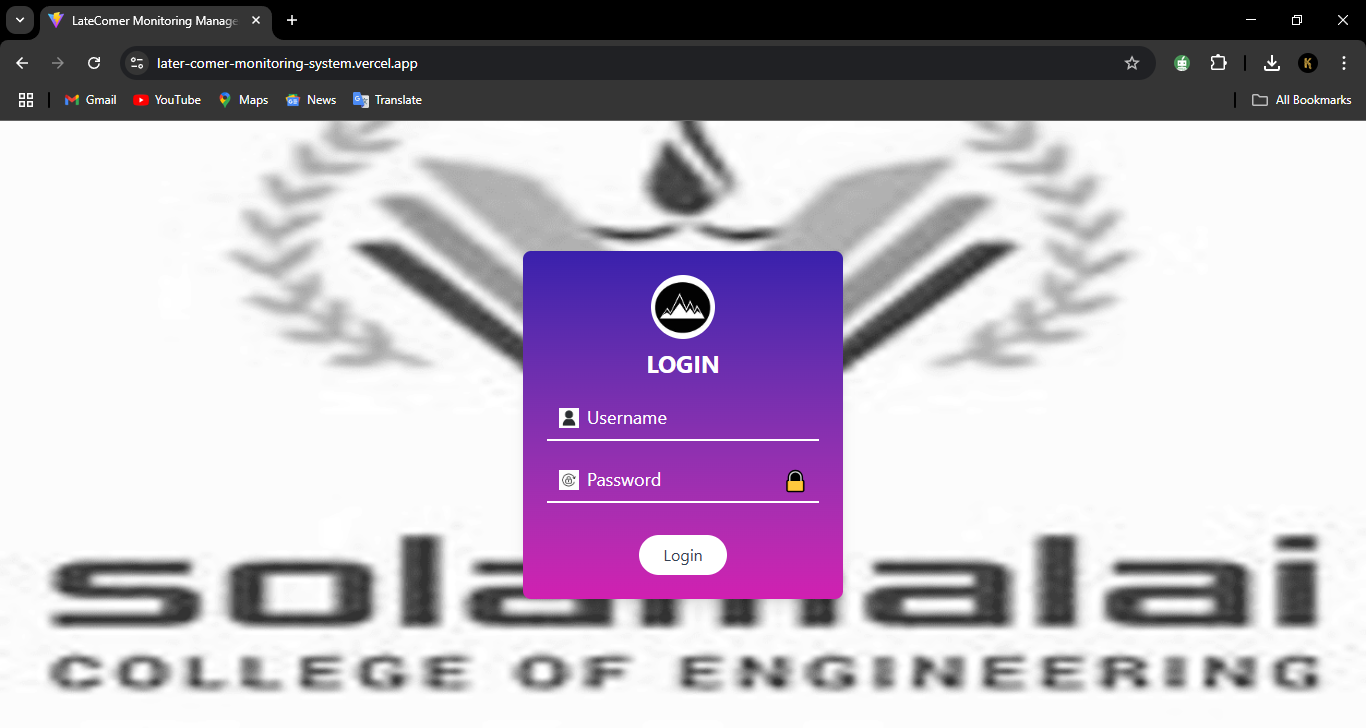 LateComer Monitoring Manage
later-comer-monitoring-system.vercel.app
K
Gmail
YouTube
Maps
News
Translate
All Bookmarks
LOGIN
Username
Password
Login
solamalai
COLLEGE OF ENGINEERING